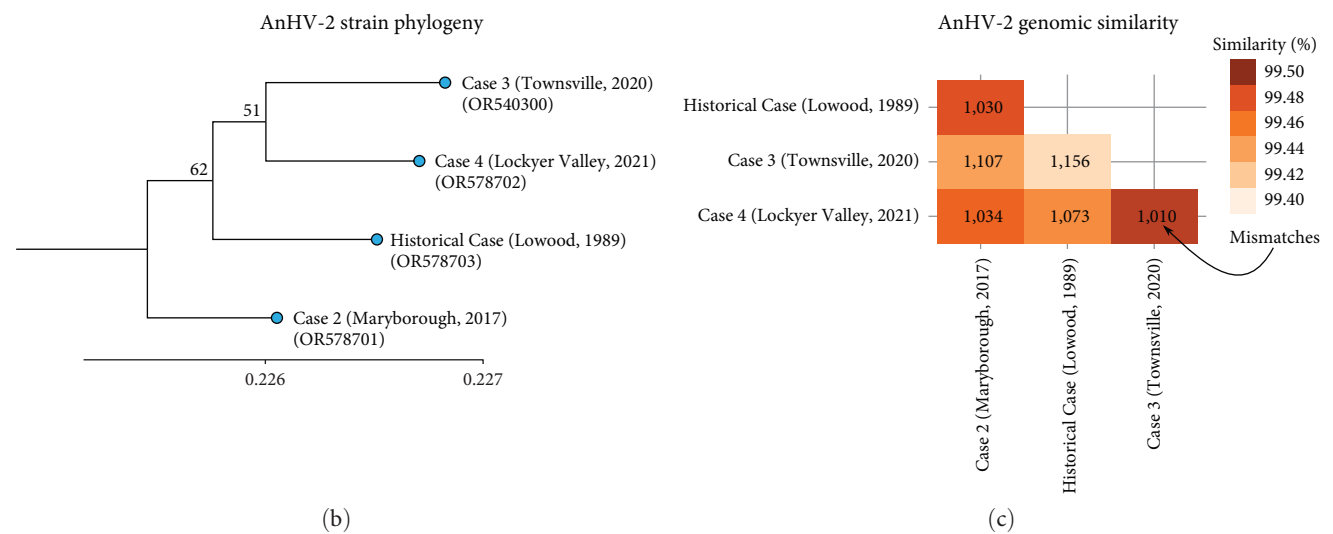 AnHV-2 strain phylogeny
51
62
Case 3 (Townsville, 2020)
(OR540300)
Case 4 (Lockyer Valley, 2021)
(OR578702)
Historical Case (Lowood, 1989)
(OR578703)
Case 2 (Maryborough, 2017)
(OR578701)
0.226
0.227
(b)
AnHV-2 genomic similarity
Similarity (%)
99.50
99.48
99.46
99.44
99.42
99.40
Mismatches
Historical Case (Lowood, 1989)
1,030
Case 3 (Townsville, 2020)
1,107
1,156
Case 4 (Lockyer Valley, 2021)
1,034
1,073
1,010
Case 2 (Maryborough, 2017)
Historical Case (Lowood, 1989)
Case 3 (Townsville, 2020)
(c)